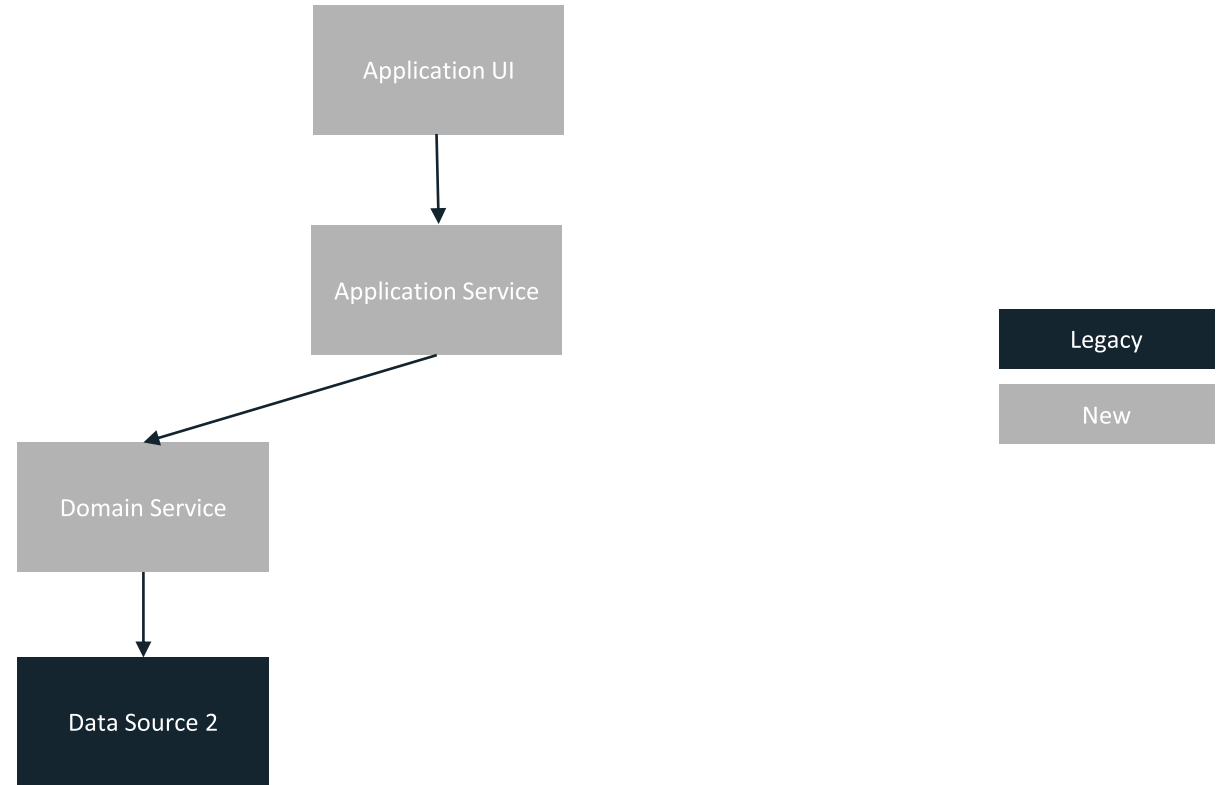 Application UI
Application Service
Legacy
New
Domain Service
Data Source 2